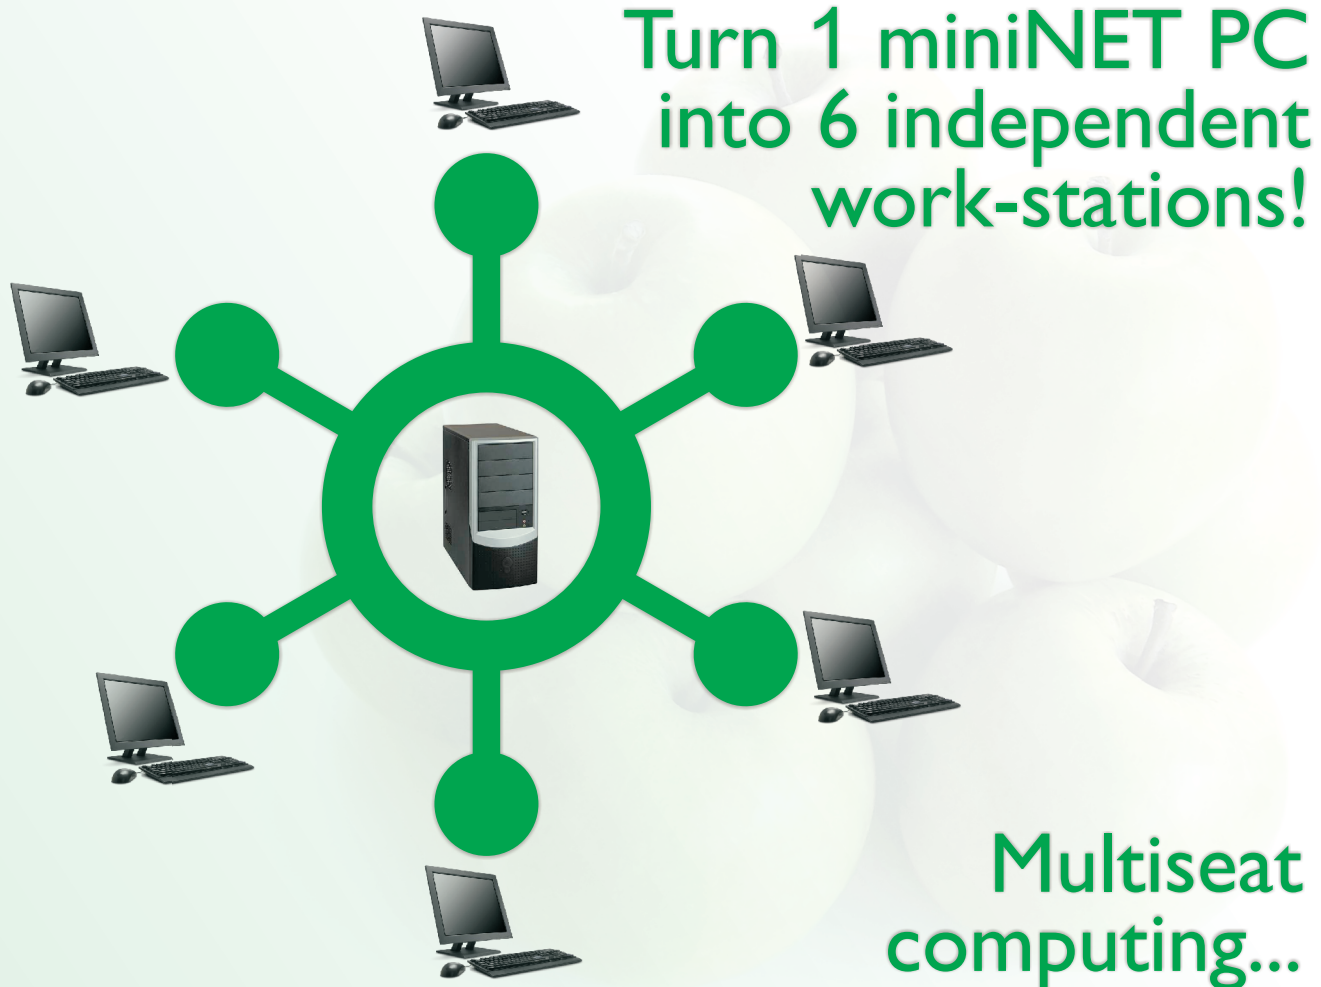 Turn 1 miniNET PC
into 6 independent
work-stations!
Multiseat
computing...